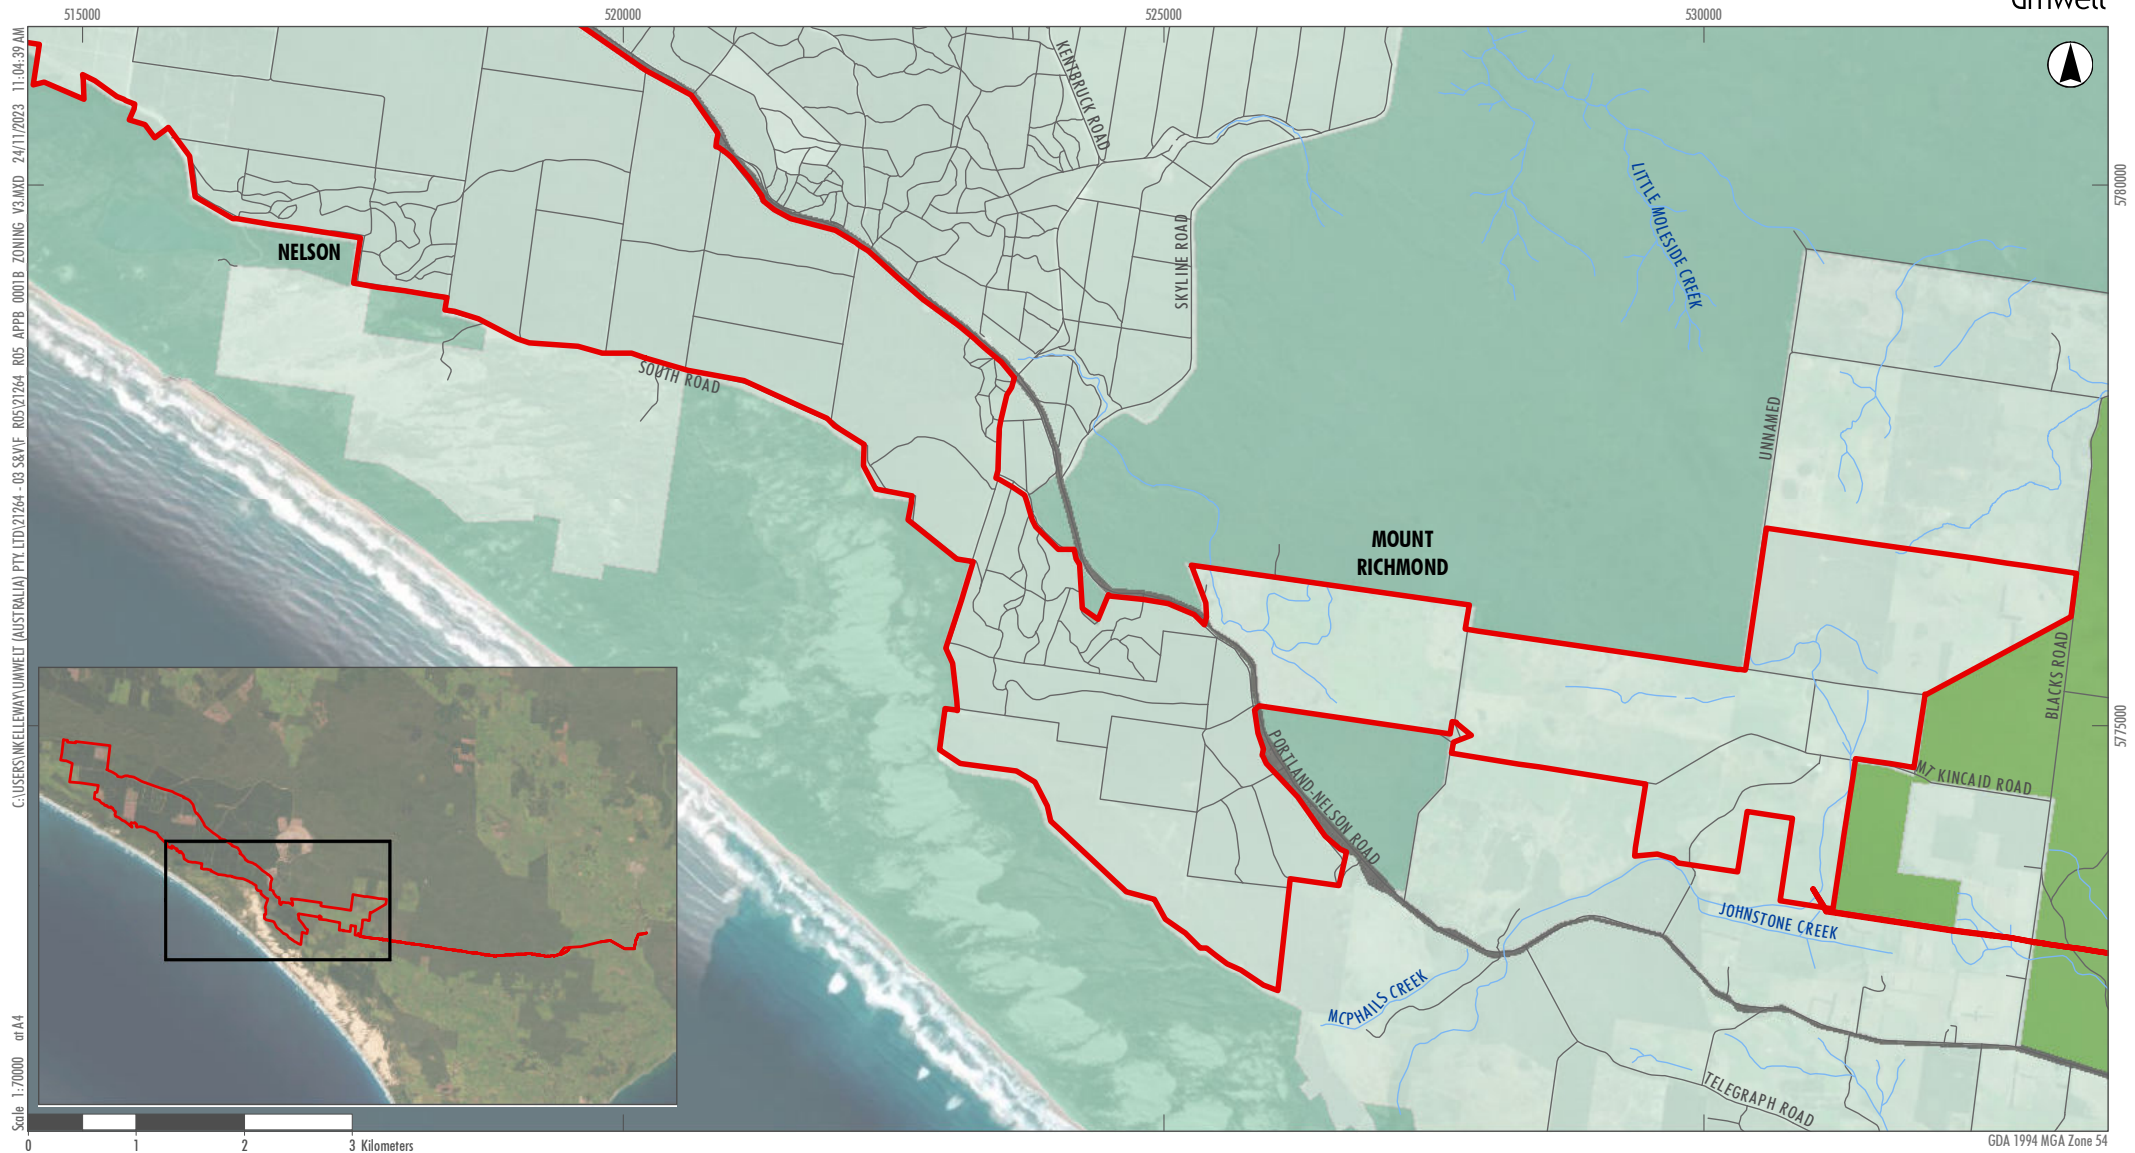 umwelt
515000
520000
525000
530000
C:\USERS\NKELLEWAY\UMWELT (AUSTRALIA) PTY. LTD\21264 - 03 S&V\F R05\21264 R05 APPB 0001B ZONING V3.MXD 24/11/2023 11:04:39 AM
Scale 1:70000 at A4
KENTBRUCK ROAD
SKYLINE ROAD
LITTLE MOLESIDE CREEK
5780000
NELSON
SOUTH ROAD
UNNAMED
MOUNT
RICHMOND
BLACKS ROAD
5775000
PORTLAND-NELSON ROAD
MT KINCAID ROAD
JOHNSTONE CREEK
MCPHAILS CREEK
TELEGRAPH ROAD
0 1 2 3 Kilometers
GDA 1994 MGA Zone 54